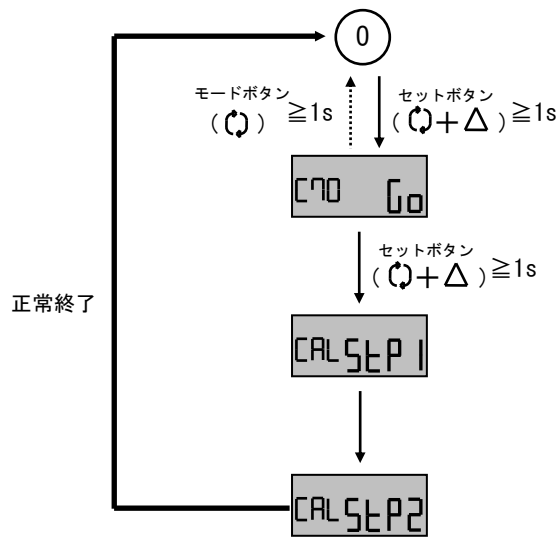 0
モードボタン
( ) ≧1s
セットボタン
( +△) ≧1s
C70 Go
セットボタン
( +△) ≧1s
正常終了
CAL StP1
CAL StP2